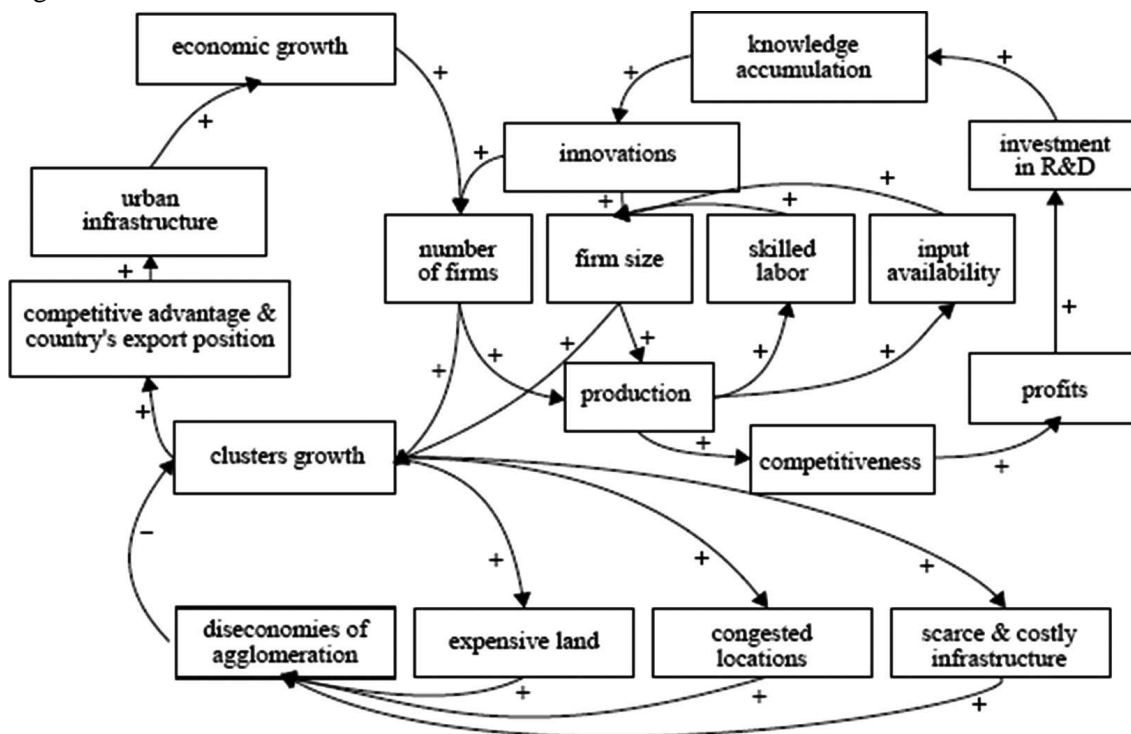 economic growth
knowledge
accumulation
+
+
+
innovations
investment
in R&D
+
+
urban
infrastructure
+
+
+
number
of firms
firm size
skilled
labor
input
availability
+
competitive advantage &
country's export position
+
+
+
+
+
+
+
production
profits
+
+
clusters growth
competitiveness
+
−
+
+
+
diseconomies of
agglomeration
expensive land
congested
locations
scarce & costly
infrastructure
+
+
+